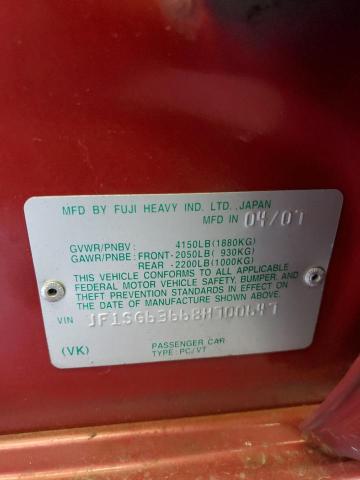 MFD BY FUJI HEAVY IND. LTD. JAPAN
MFD IN 04/07
GVWR/PNBV : 4150LB(1880KG)
GAWR/PNBE: FRONT-2050LB( 930KG)
REAR -2200LB(1000KG)
THIS VEHICLE CONFORMS TO ALL APPLICABLE
FEDERAL MOTOR VEHICLE SAFETY, BUMPER, AND
THEFT PREVENTION STANDARDS IN EFFECT ON
THE DATE OF MANUFACTURE SHOWN ABOVE.
VIN JF1SG63668H700647
(VK) PASSENGER CAR
TYPE: PC/VT